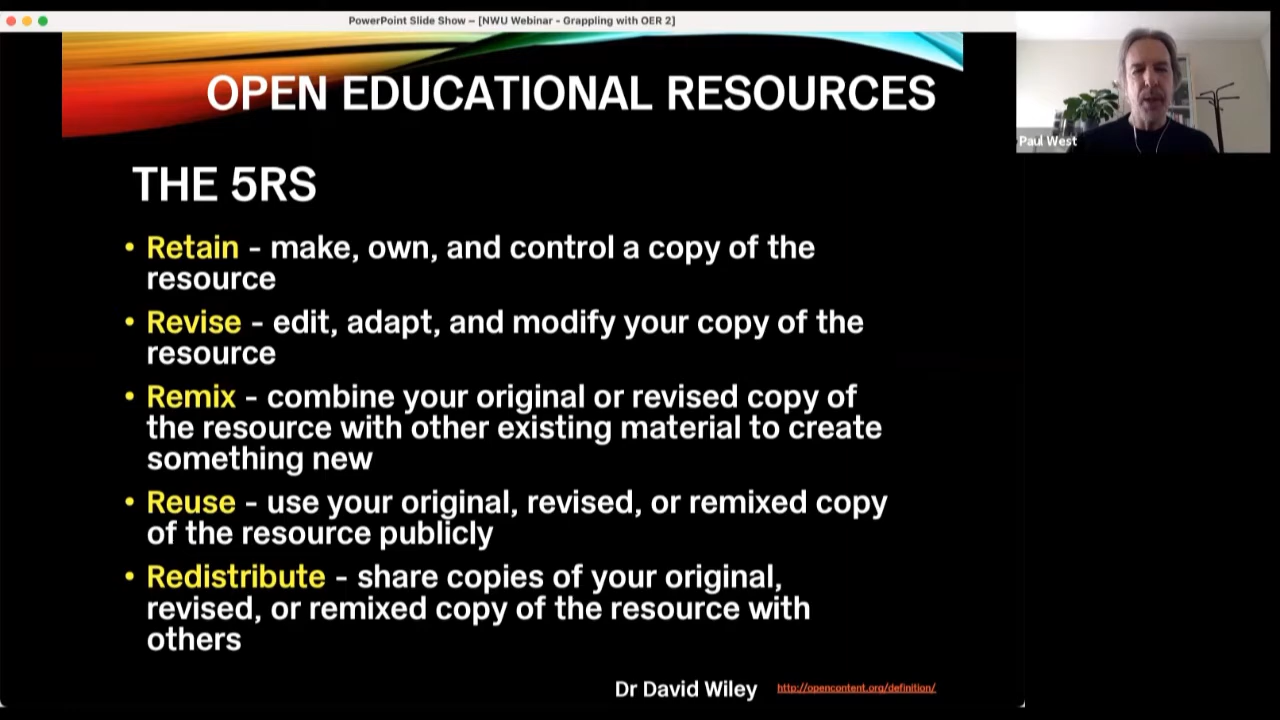 PowerPoint Slide Show – [NWU Webinar - Grappling with OER 2]
OPEN EDUCATIONAL RESOURCES
Paul West
THE 5RS
• Retain - make, own, and control a copy of the
resource
• Revise - edit, adapt, and modify your copy of the
resource
• Remix - combine your original or revised copy of
the resource with other existing material to create
something new
• Reuse - use your original, revised, or remixed copy
of the resource publicly
• Redistribute - share copies of your original,
revised, or remixed copy of the resource with
others
Dr David Wiley http://opencontent.org/definition/